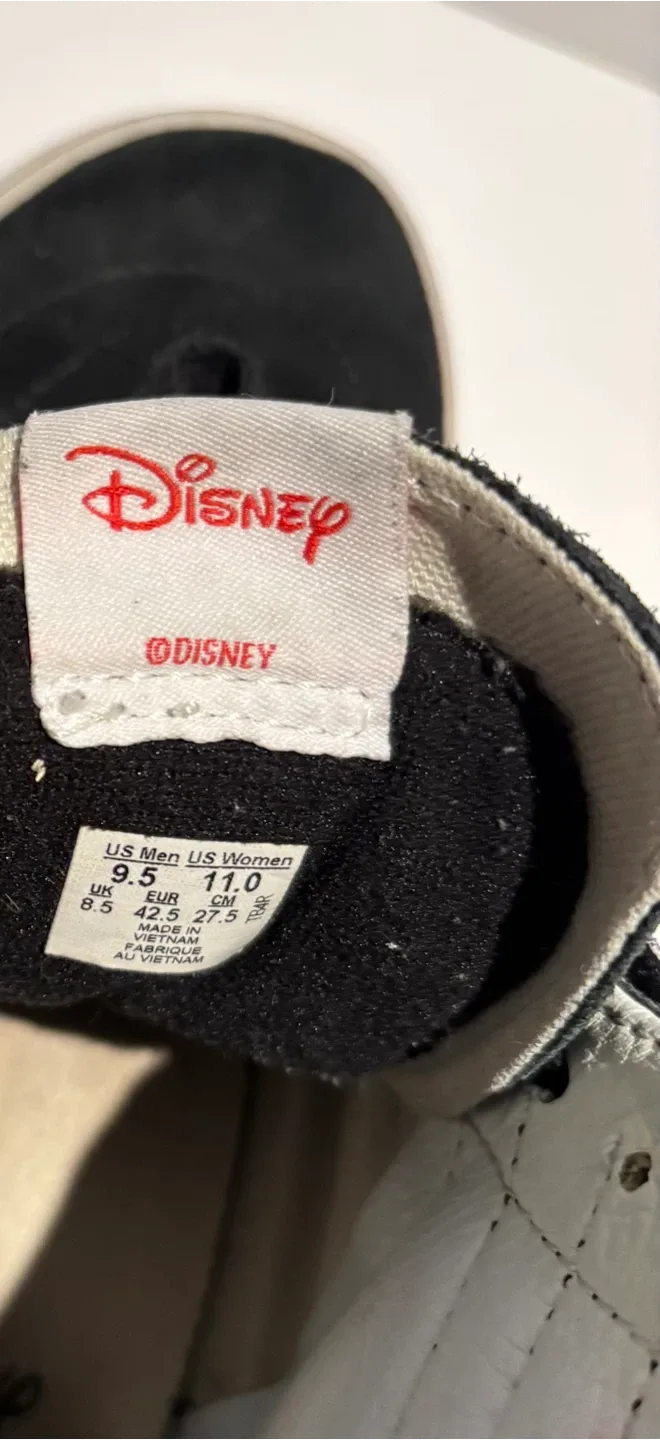 Disney
©DISNEY
US Men US Women
9.5 11.0
UK EUR CM
8.5 42.5 27.5 TB4R
MADE IN
VIETNAM
FABRIQUE
AU VIETNAM